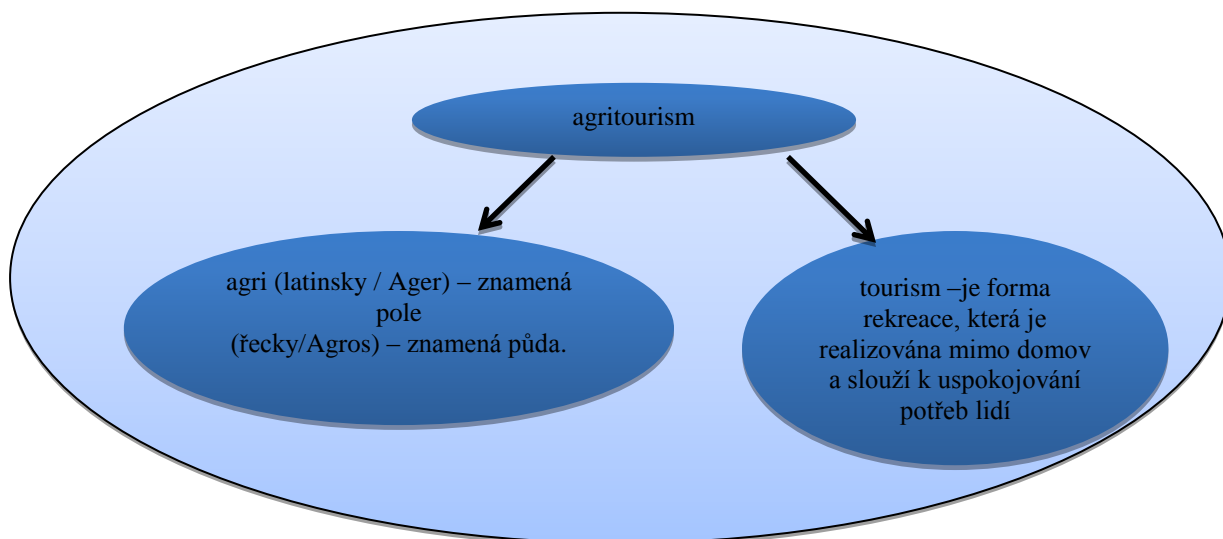 agritourism
agri (latinsky / Ager) – znamená
pole
(řecky/Agros) – znamená půda.
tourism –je forma
rekreace, která je
realizována mimo domov
a slouží k uspokojování
potřeb lidí